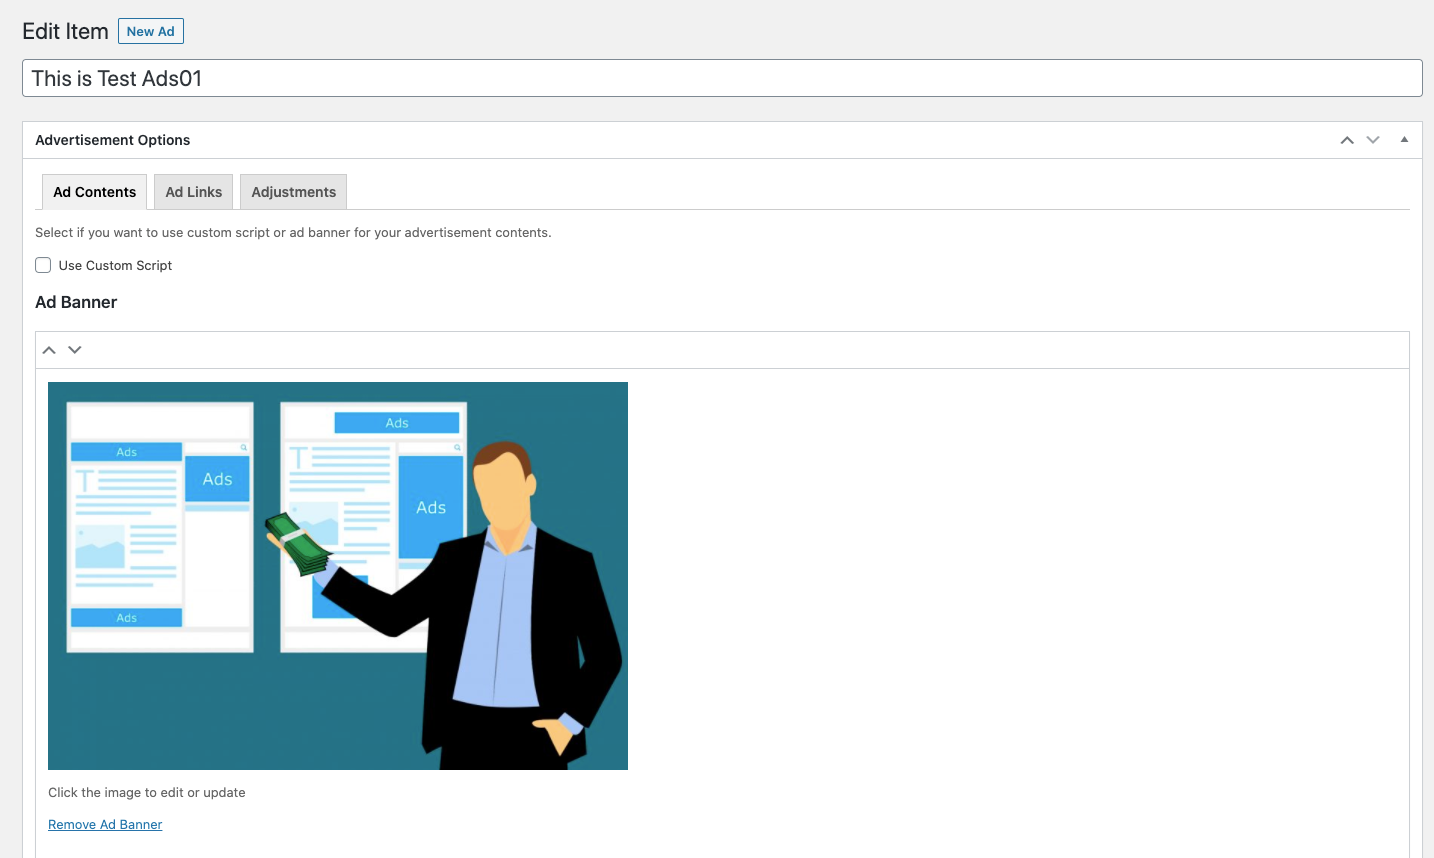 Edit Item New Ad
This is Test Ads01
Advertisement Options
Ad Contents Ad Links Adjustments
Select if you want to use custom script or ad banner for your advertisement contents.
Use Custom Script
Ad Banner
Ads
Ads
Ads
T
T
Ads
Ads
Ads
Click the image to edit or update
Remove Ad Banner